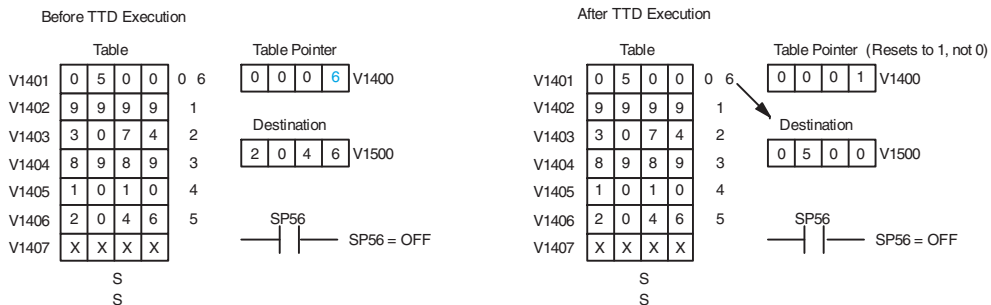 Before TTD Execution
Table
Table Pointer
V1401 0 5 0 0 0 6
0 0 0 6 V1400
V1402 9 9 9 9 1
V1403 3 0 7 4 2
Destination
V1404 8 9 8 9 3
2 0 4 6 V1500
V1405 1 0 1 0 4
V1406 2 0 4 6 5
SP56
SP56 = OFF
V1407 X X X X
S
S
After TTD Execution
Table
Table Pointer (Resets to 1, not 0)
V1401 0 5 0 0 0 6
0 0 0 1 V1400
V1402 9 9 9 9 1
V1403 3 0 7 4 2
Destination
V1404 8 9 8 9 3
0 5 0 0 V1500
V1405 1 0 1 0 4
V1406 2 0 4 6 5
SP56
SP56 = OFF
V1407 X X X X
S
S